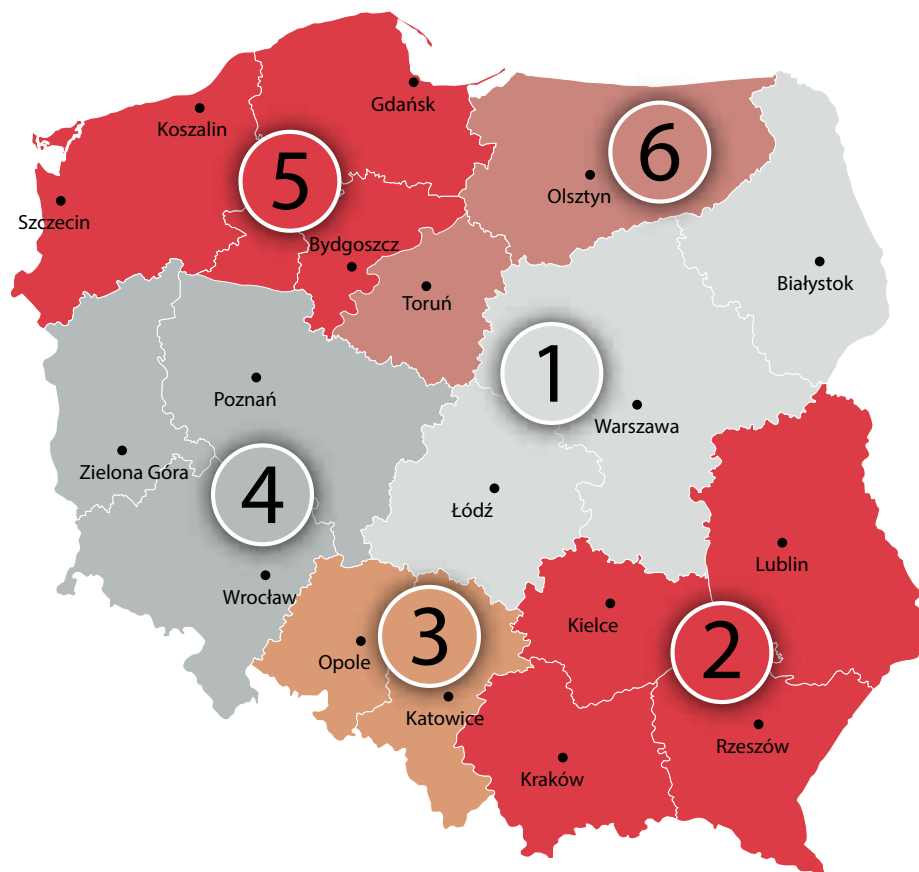 Gdańsk
Koszalin
6
5
Olsztyn
Szczecin
Bydgoszcz
Białystok
Toruń
1
Poznań
Warszawa
Zielona Góra
4
Łódź
Lublin
Wrocław
Kielce
3
2
Opole
Katowice
Rzeszów
Kraków